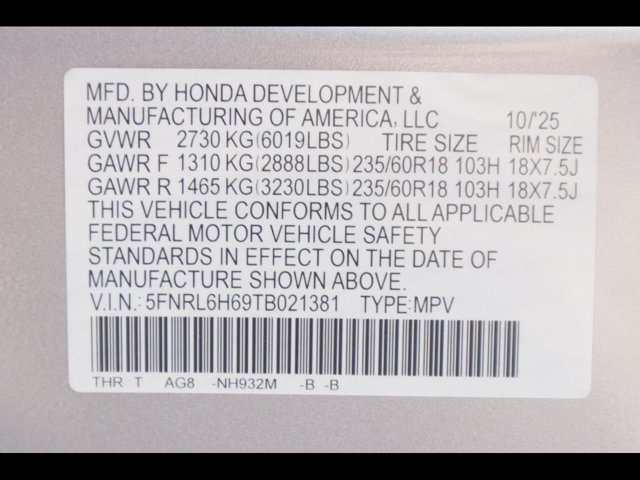 MFD. BY HONDA DEVELOPMENT &
MANUFACTURING OF AMERICA, LLC 10/'25
GVWR 2730 KG (6019LBS) TIRE SIZE RIM SIZE
GAWR F 1310 KG (2888LBS) 235/60R18 103H 18X7.5J
GAWR R 1465 KG (3230LBS) 235/60R18 103H 18X7.5J
THIS VEHICLE CONFORMS TO ALL APPLICABLE
FEDERAL MOTOR VEHICLE SAFETY
STANDARDS IN EFFECT ON THE DATE OF
MANUFACTURE SHOWN ABOVE.
V.I.N.: 5FNRL6H69TB021381 TYPE: MPV
THR T AG8 -NH932M -B -B